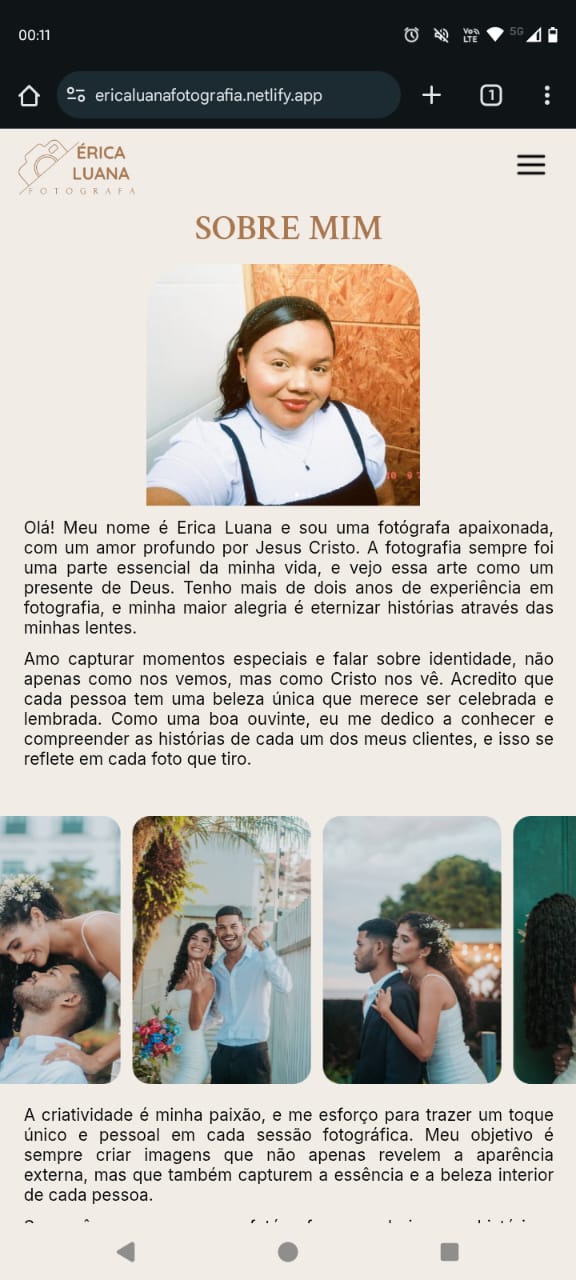 00:11
Vo))
LTE
5G
ericaluanafotografia.netlify.app
1
ÉRICA
LUANA
FOTOGRAFA
SOBRE MIM
Olá! Meu nome é Erica Luana e sou uma fotógrafa apaixonada,
com um amor profundo por Jesus Cristo. A fotografia sempre foi
uma parte essencial da minha vida, e vejo essa arte como um
presente de Deus. Tenho mais de dois anos de experiência em
fotografia, e minha maior alegria é eternizar histórias através das
minhas lentes.
Amo capturar momentos especiais e falar sobre identidade, não
apenas como nos vemos, mas como Cristo nos vê. Acredito que
cada pessoa tem uma beleza única que merece ser celebrada e
lembrada. Como uma boa ouvinte, eu me dedico a conhecer e
compreender as histórias de cada um dos meus clientes, e isso se
reflete em cada foto que tiro.
A criatividade é minha paixão, e me esforço para trazer um toque
único e pessoal em cada sessão fotográfica. Meu objetivo é
sempre criar imagens que não apenas revelem a aparência
externa, mas que também capturem a essência e a beleza interior
de cada pessoa.